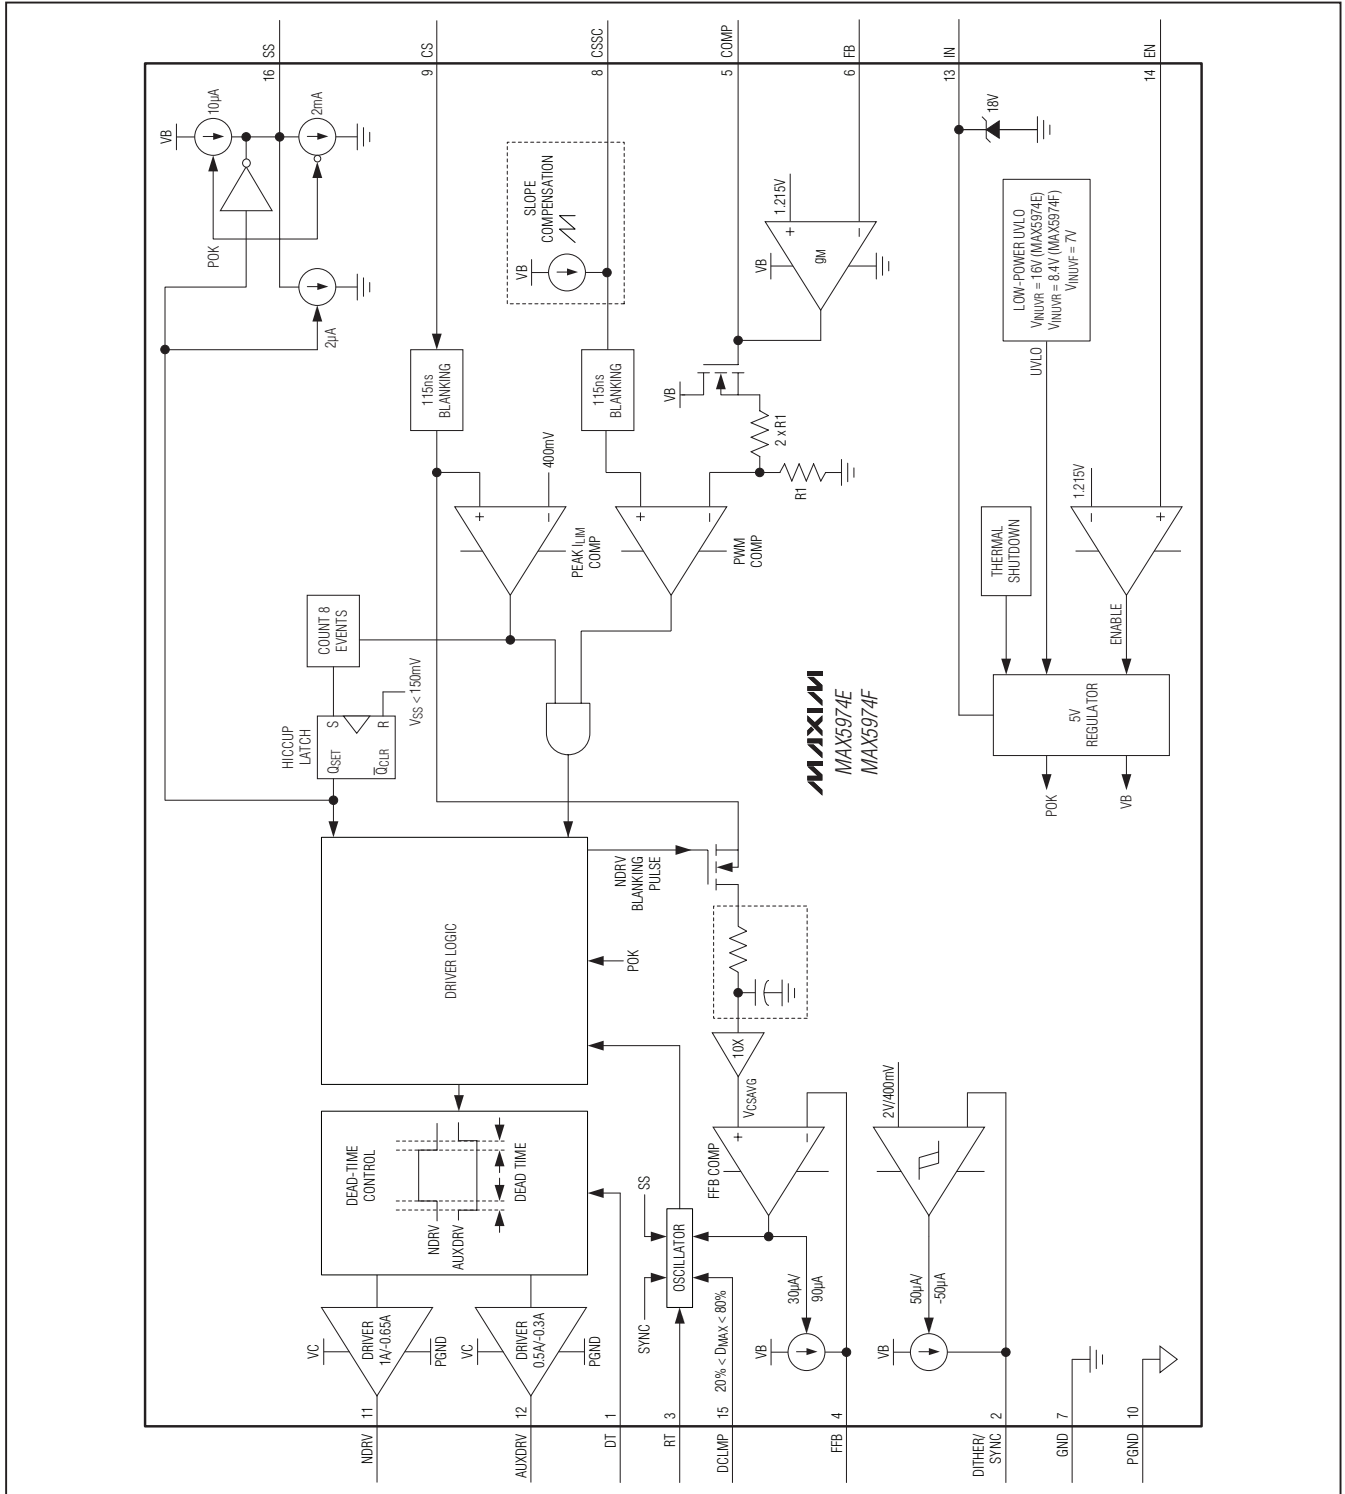 16 SS
9 CS
8 CSSC
5 COMP
6 FB
13 IN
14 EN
VB
10µA
2mA
POK
2µA
SLOPE
COMPENSATION
VB
1.215V
+
−
VB
gM
18V
LOW-POWER UVLO
VINUVR = 16V (MAX5974E)
VINUVR = 8.4V (MAX5974F)
VINUVF = 7V
UVLO
115ns
BLANKING
115ns
BLANKING
VB
2 x R1
R1
400mV
+
−
PEAK ILIM
COMP
+
−
PWM
COMP
THERMAL
SHUTDOWN
1.215V
−
+
ENABLE
COUNT 8
EVENTS
VSS < 150mV
HICCUP
LATCH
S
R
QSET
QCLR
MAXIM
MAX5974E
MAX5974F
5V
REGULATOR
POK
VB
DRIVER LOGIC
NDRV
BLANKING
PULSE
POK
10X
VCSAVG
2V/400mV
DEAD-TIME
CONTROL
NDRV
AUXDRV
DEAD TIME
SS
FFB COMP
+
−
OSCILLATOR
SYNC
20% < DMAX < 80%
30µA/
90µA
50µA/
-50µA
VB
VB
VC
DRIVER
1A/-0.65A
PGND
VC
DRIVER
0.5A/-0.3A
PGND
11
NDRV
12
AUXDRV
1
DT
3
RT
15
DCLMP
4
FFB
2
DITHER/
SYNC
7
GND
10
PGND